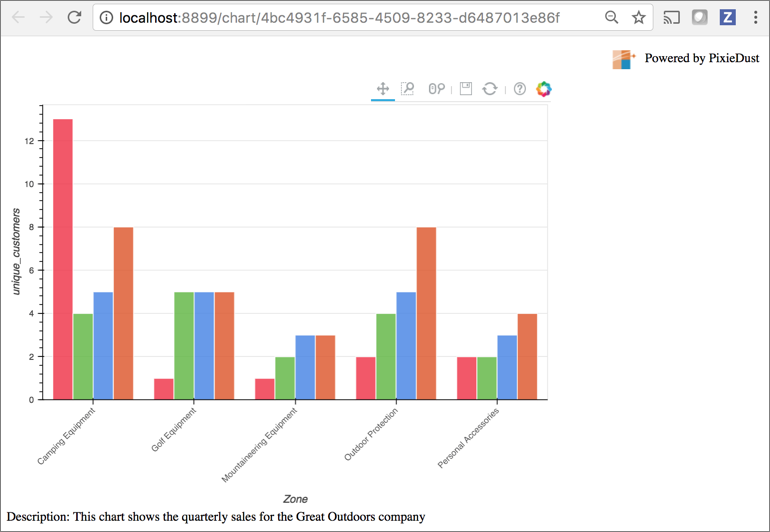 localhost:8899/chart/4bc4931f-6585-4509-8233-d6487013e86f
Z
Powered by PixieDust
unique_customers
12
10
8
6
4
2
0
Camping Equipment
Golf Equipment
Mountaineering Equipment
Outdoor Protection
Personal Accessories
Zone
Description: This chart shows the quarterly sales for the Great Outdoors company